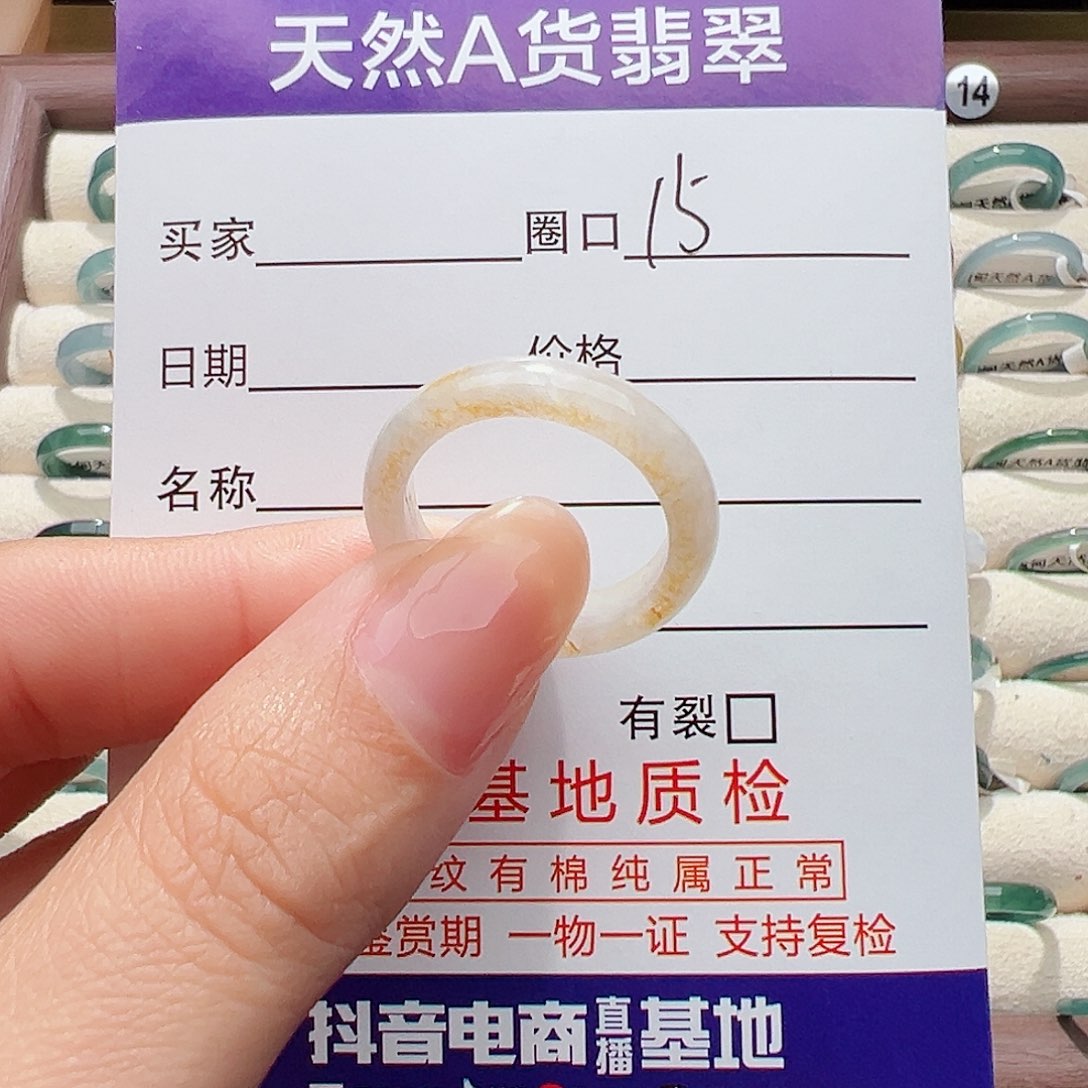 天然A货翡翠
14
买家 圈口 15
日期 价格
名称
有裂
基地质检
纹有棉纯属正常
鉴赏期 一物一证 支持复检
抖音电商直播基地